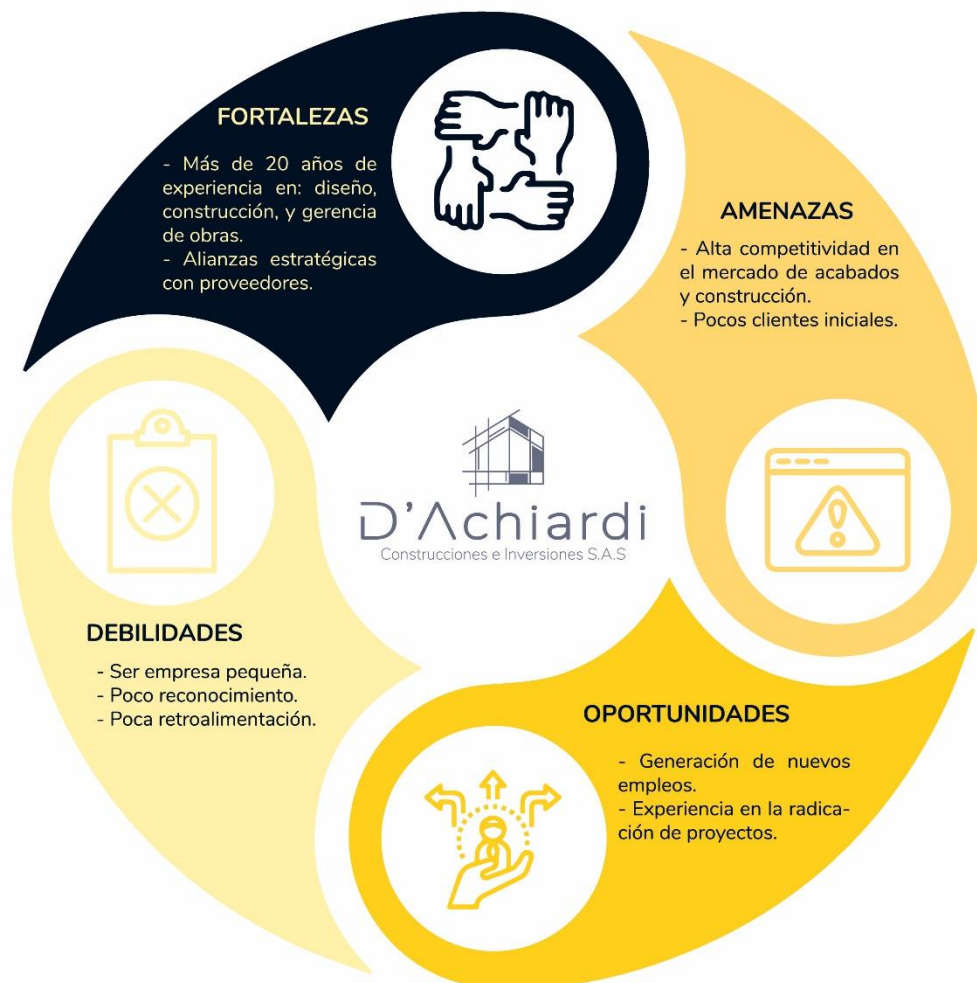 FORTALEZAS
- Más de 20 años de
experiencia en: diseño,
construcción, y gerencia
de obras.
- Alianzas estratégicas
con proveedores.
AMENAZAS
- Alta competitividad en
el mercado de acabados
y construcción.
- Pocos clientes iniciales.
D'Achiardi
Construcciones e Inversiones S.A.S
DEBILIDADES
- Ser empresa pequeña.
- Poco reconocimiento.
- Poca retroalimentación.
OPORTUNIDADES
- Generación de nuevos
empleos.
- Experiencia en la radica-
ción de proyectos.